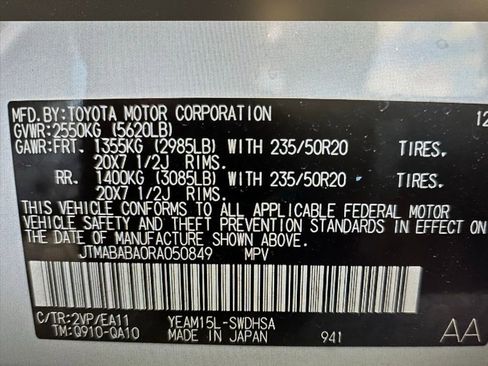 MFD.BY:TOYOTA MOTOR CORPORATION 12
GVWR:2550KG (5620LB)
GAWR:FRT. 1355KG (2985LB) WITH 235/50R20 TIRES.
20X7 1/2J RIMS.
RR. 1400KG (3085LB) WITH 235/50R20 TIRES.
20X7 1/2J RIMS.
THIS VEHICLE CONFORMS TO ALL APPLICABLE FEDERAL MOTOR
VEHICLE SAFETY AND BUMPER STANDARDS IN EFFECT ON
THE DATE OF MANUFACTURE SHOWN ABOVE.
JTMABABA0RA050849 MPV
C/TR:2VP/EA11 YEAM15L-SWDHSA
TM:Q910-QA10 MADE IN JAPAN 941 AA